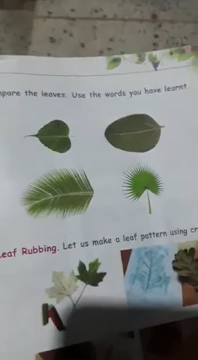 pare the leaves. Use the words you have learnt.
Leaf Rubbing. Let us make a leaf pattern using cr